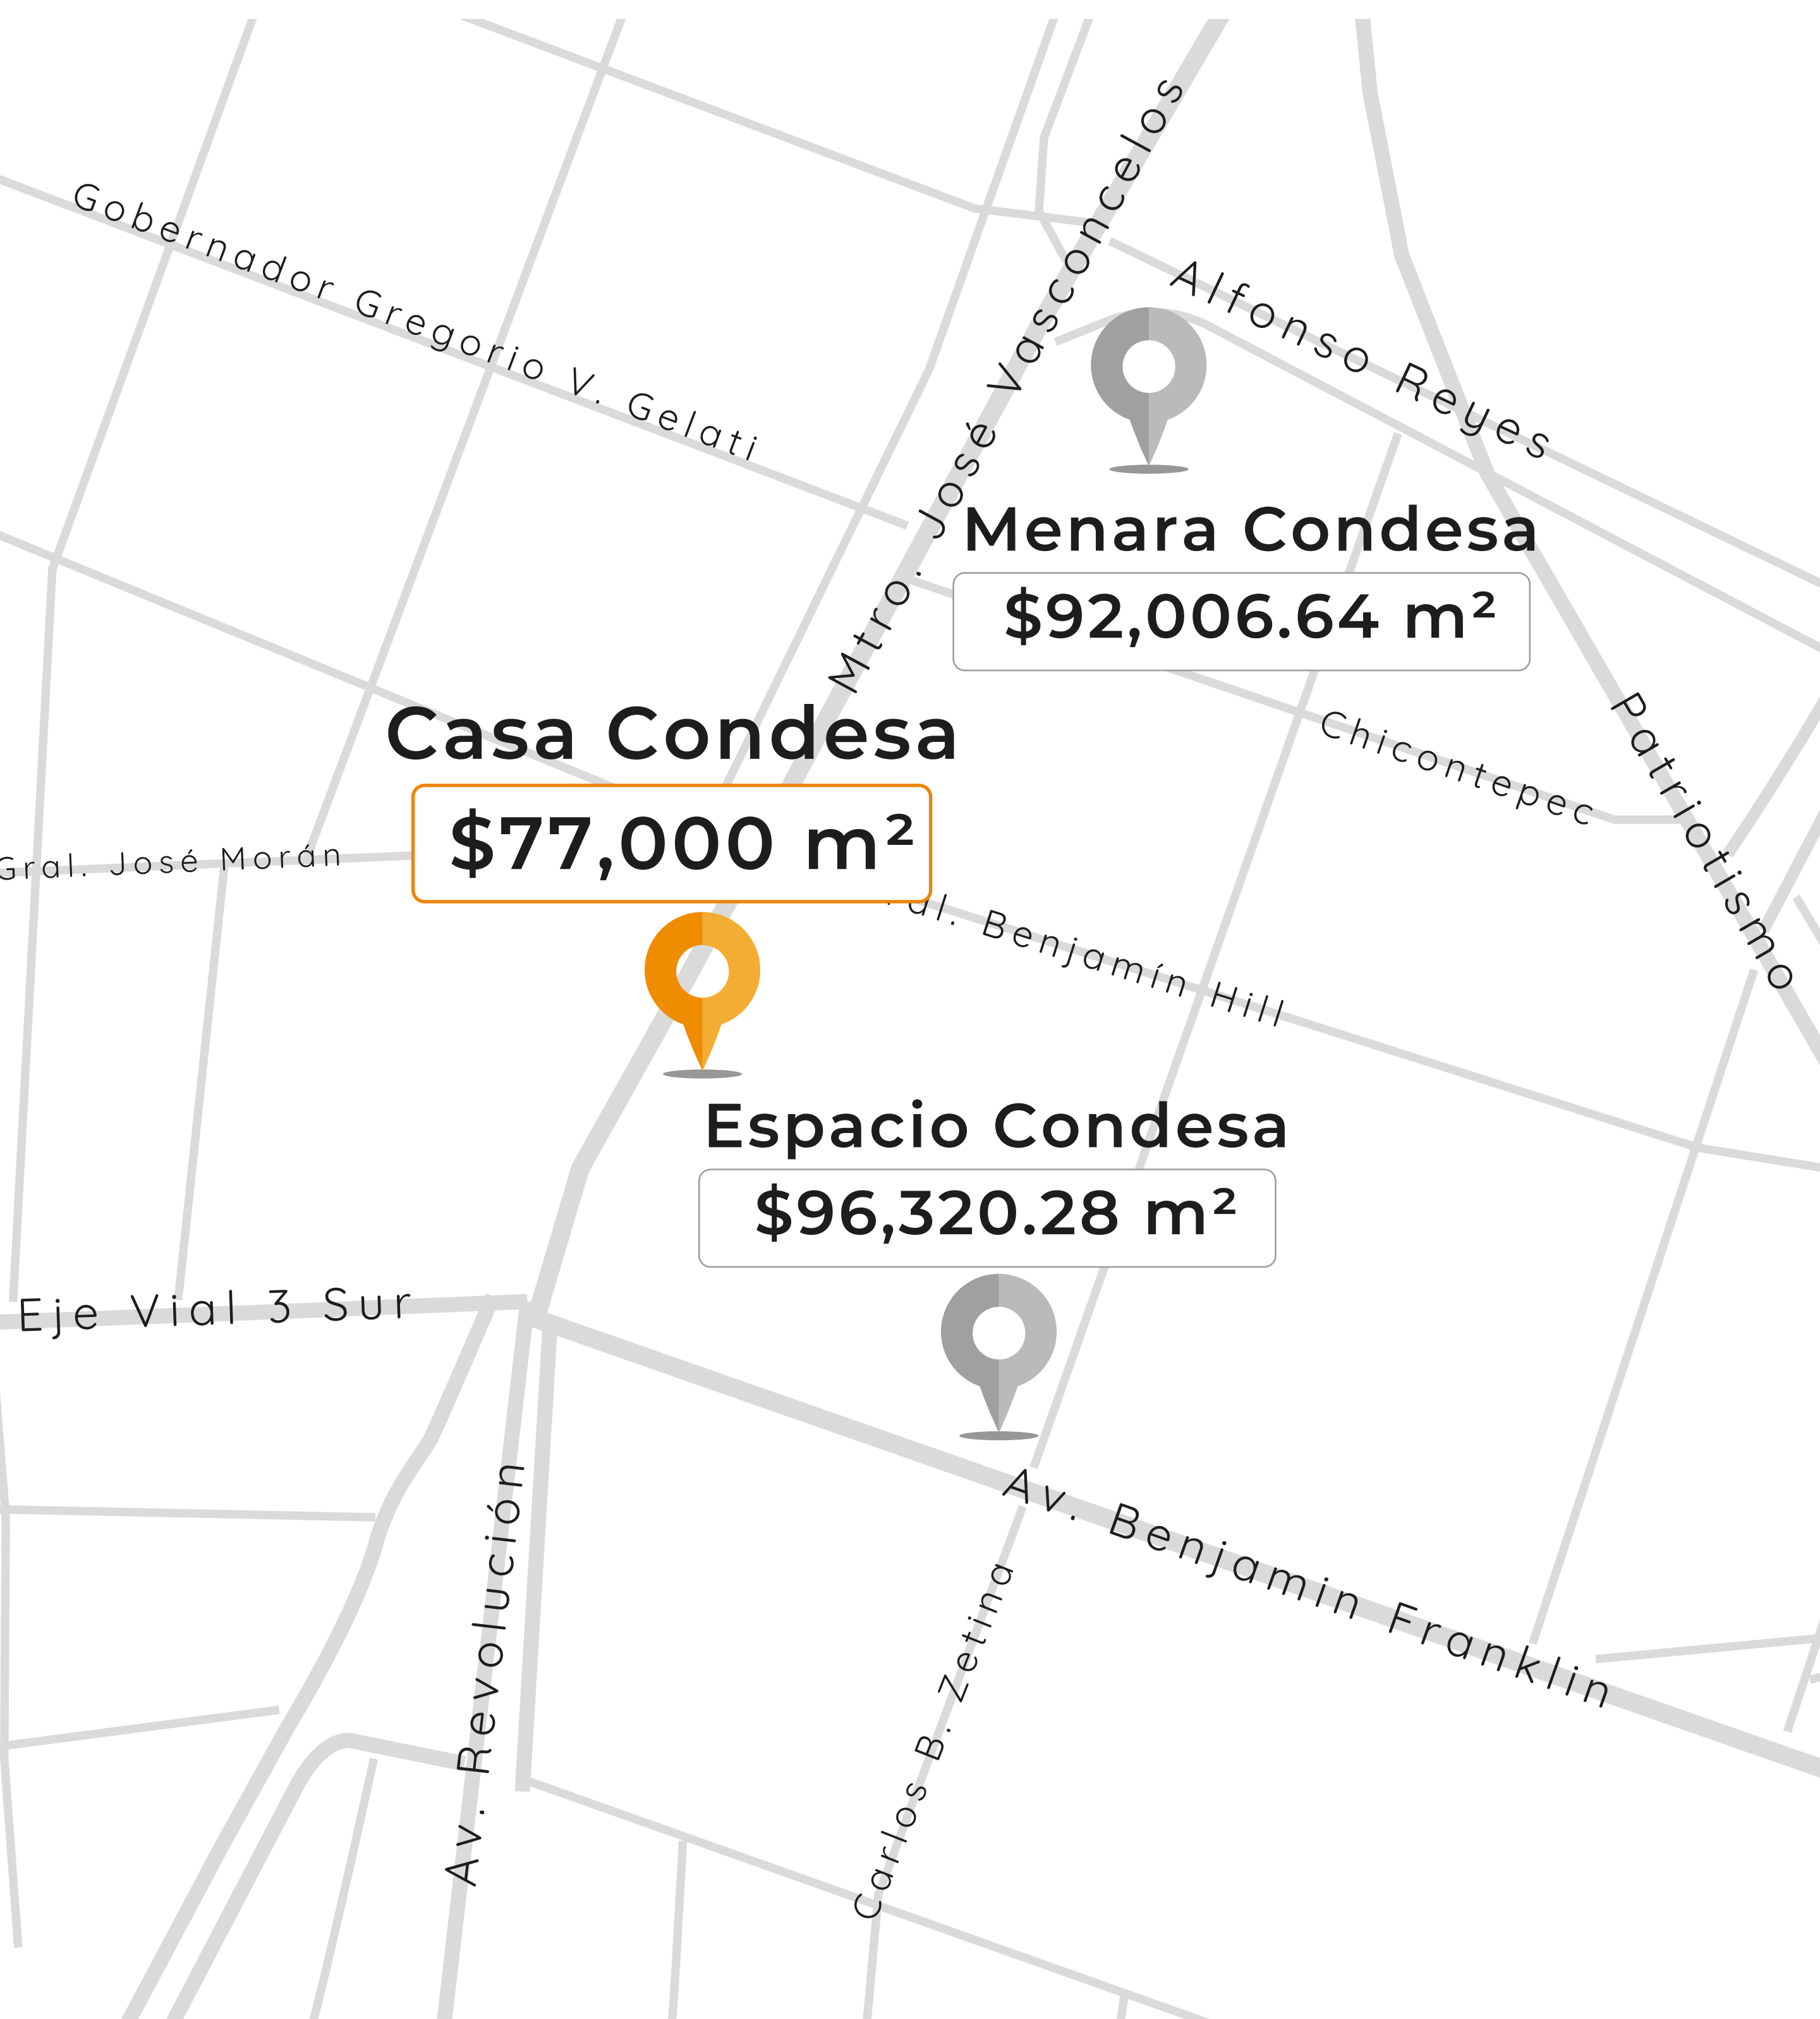 Mtro. José Vasconcelos
Gobernador Gregorio V. Gelati
Alfonso Reyes
Menara Condesa
$92,006.64 m²
Patriotismo
Casa Condesa
$77,000 m²
Chicontepec
Gral. José Morán
al. Benjamín Hill
Espacio Condesa
$96,320.28 m²
Eje Vial 3 Sur
Av. Revolución
Av. Benjamin Franklin
Carlos B. Zetina